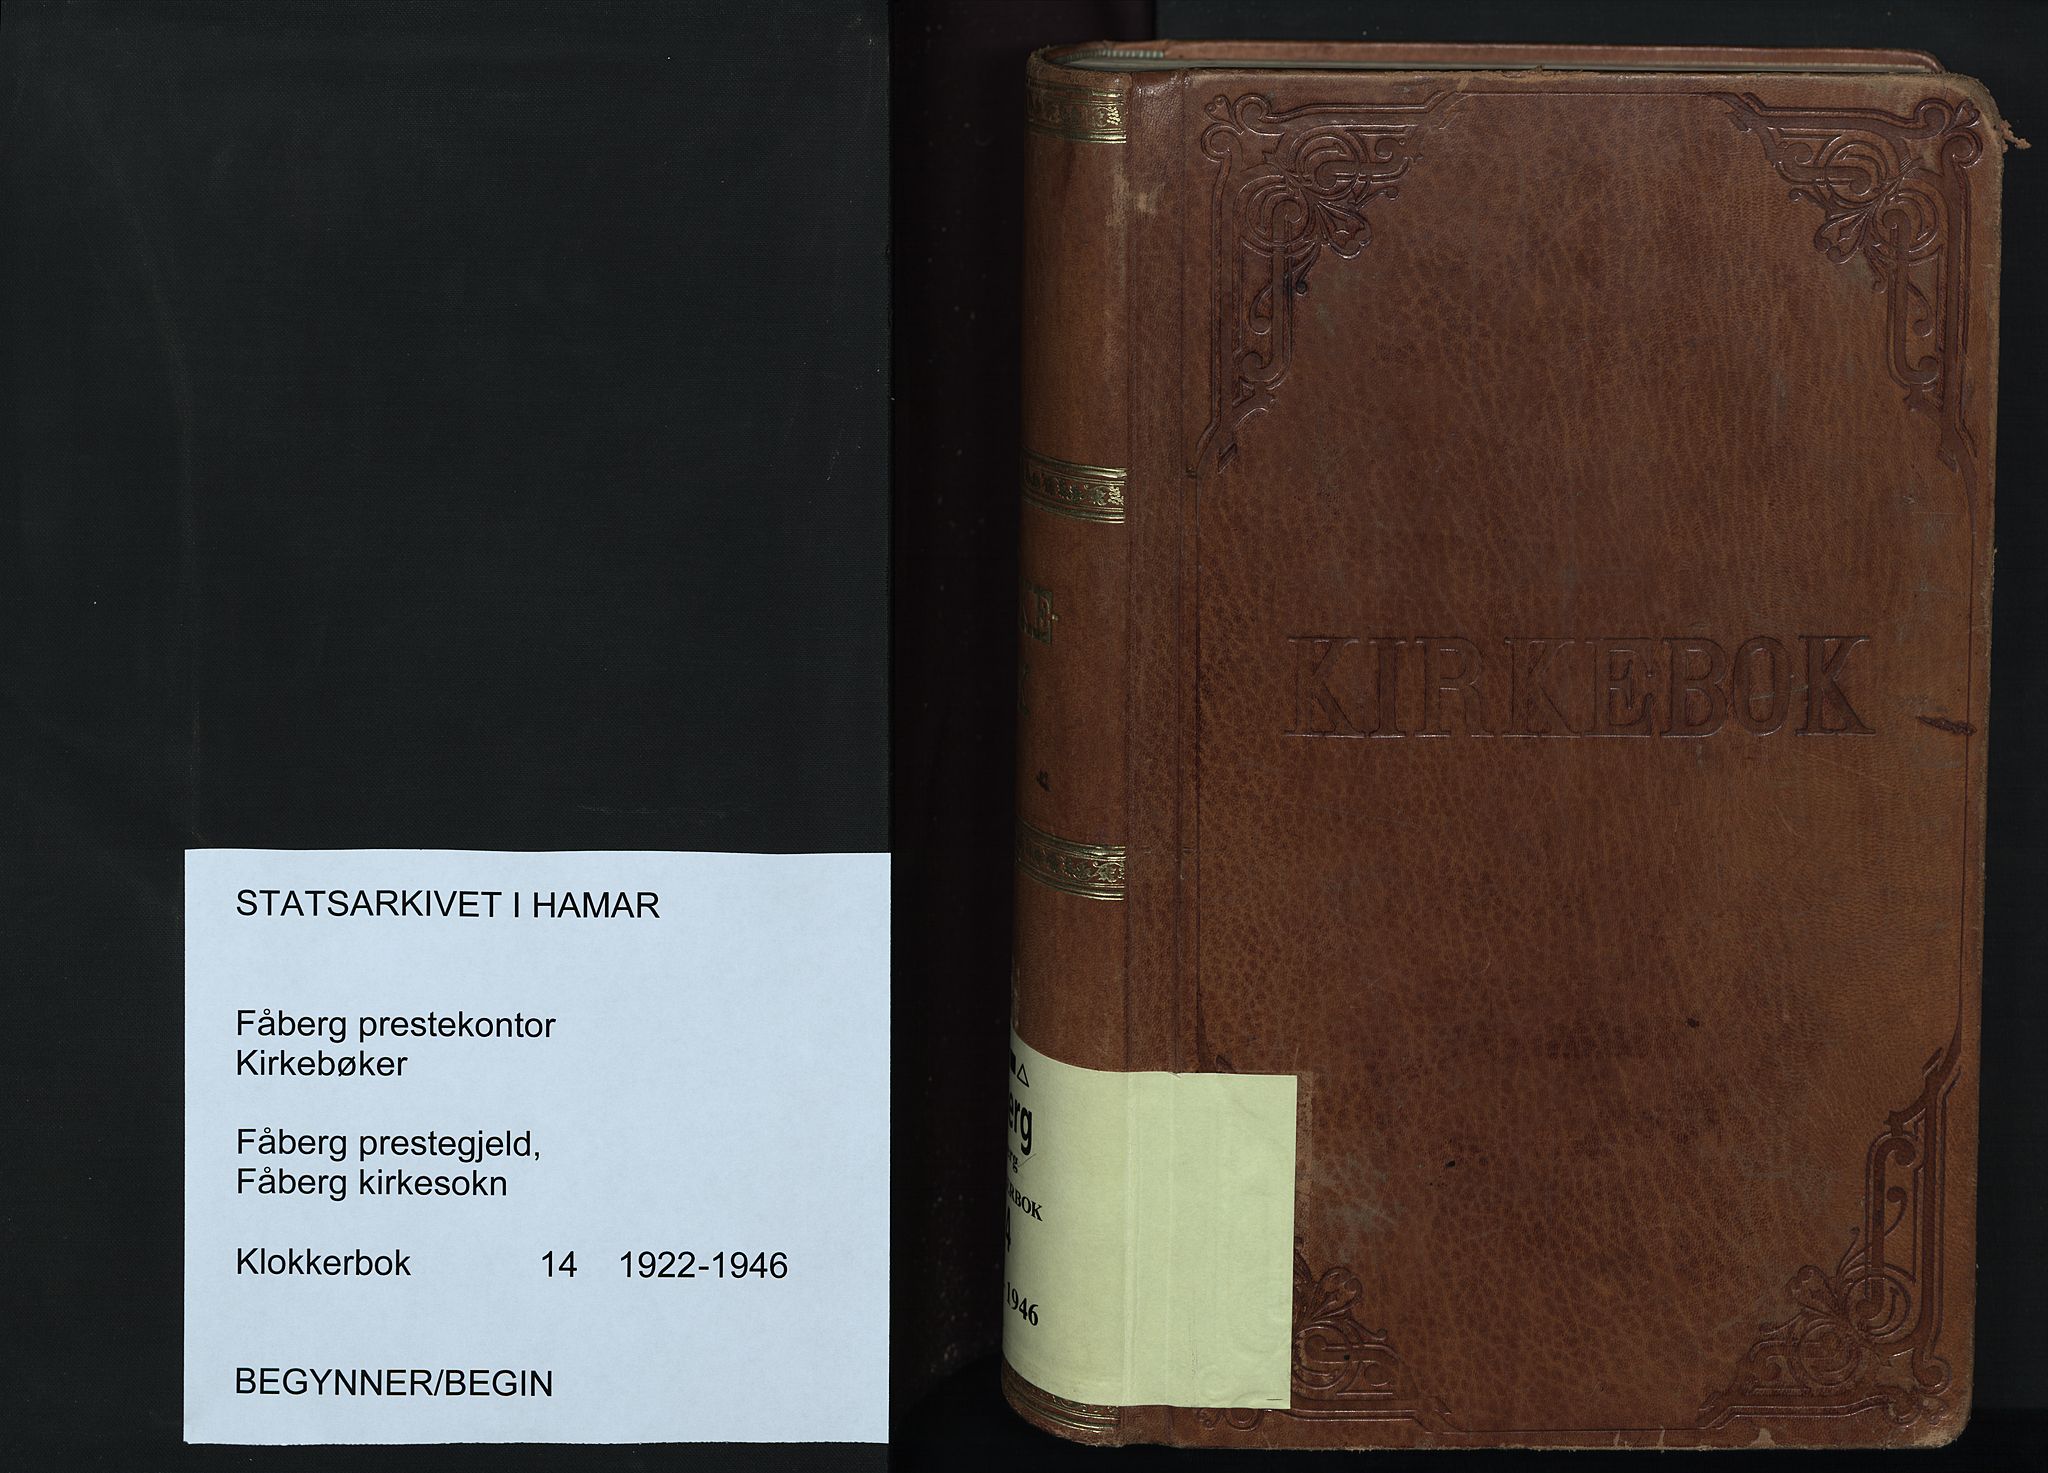 STATSARKIVET I HAMAR
Fåberg prestekontor
Kirkebøker
Fåberg prestegjeld,
Fåberg kirkesokn
Klokkerbok 14 1922-1946
BEGYNNER/BEGIN
KIRKEBOK
1946